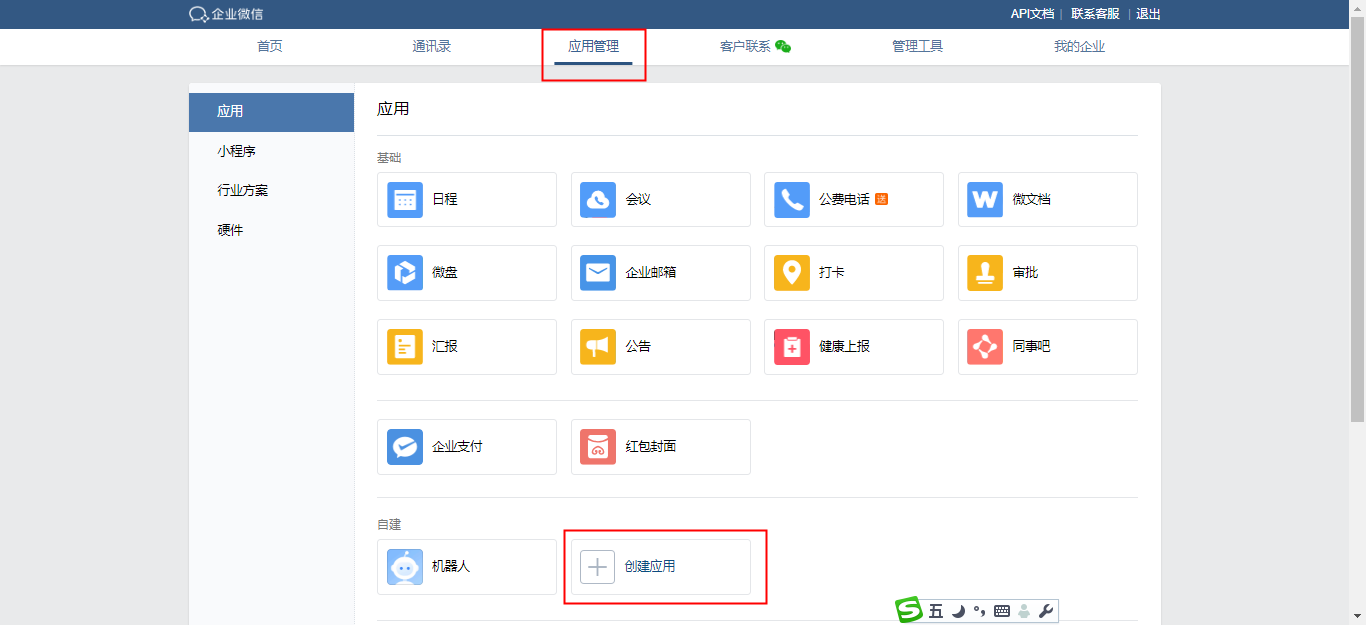 企业微信
API文档 | 联系客服 | 退出
首页 通讯录 应用管理 客户联系 管理工具 我的企业
应用
小程序
行业方案
硬件
应用
基础
日程 会议 公费电话 送 微文档
微盘 企业邮箱 打卡 审批
汇报 公告 健康上报 同事吧
企业支付 红包封面
自建
机器人 创建应用
五